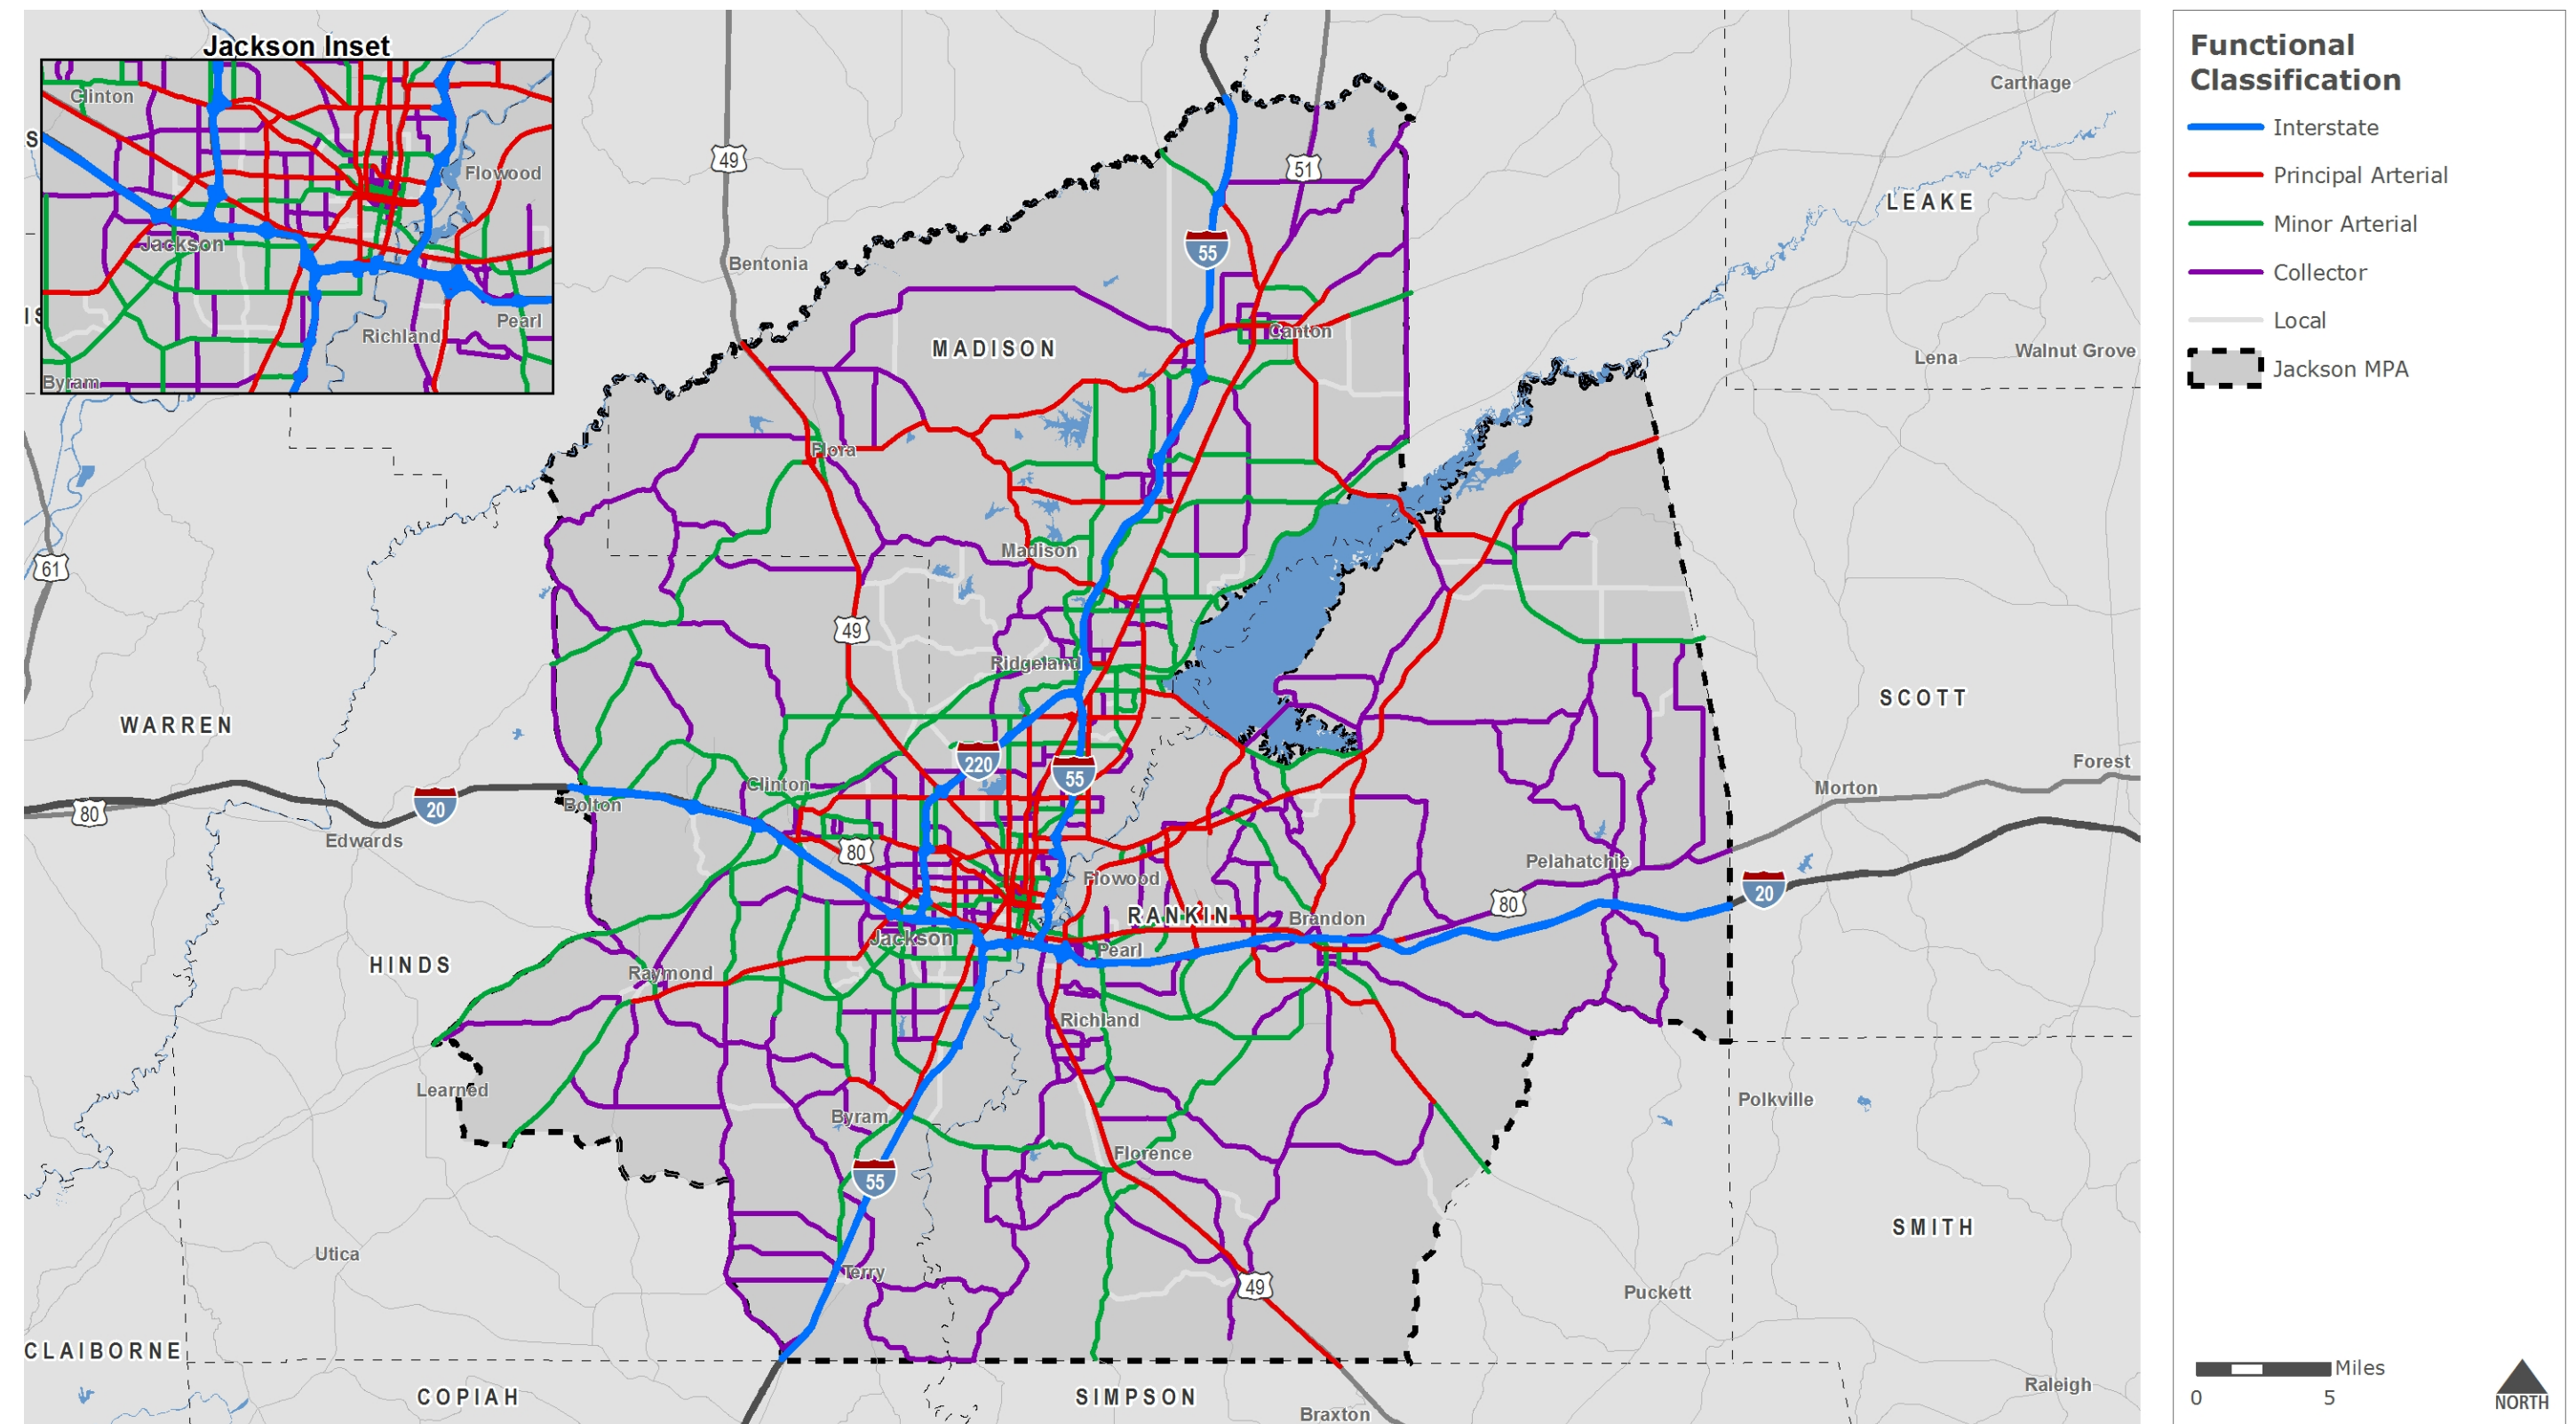 Jackson Inset
Clinton
Flowood
Jackson
Richland
Pearl
Byram
S
IS
Functional
Classification
Interstate
Principal Arterial
Minor Arterial
Collector
Local
Jackson MPA
Carthage
49
51
LEAKE
55
Bentonia
Canton
MADISON
Lena
Walnut Grove
Flora
Madison
61
49
Ridgeland
SCOTT
WARREN
220
55
Forest
Clinton
Morton
20
80
Bolton
Edwards
80
Pelahatchie
Flowood
20
80
RANKIN
Brandon
Jackson
Pearl
HINDS
Raymond
Richland
Learned
Polkville
Byram
Florence
55
SMITH
Utica
Terry
49
Puckett
CLAIBORNE
COPIAH
SIMPSON
Raleigh
Braxton
Miles
0
5
NORTH